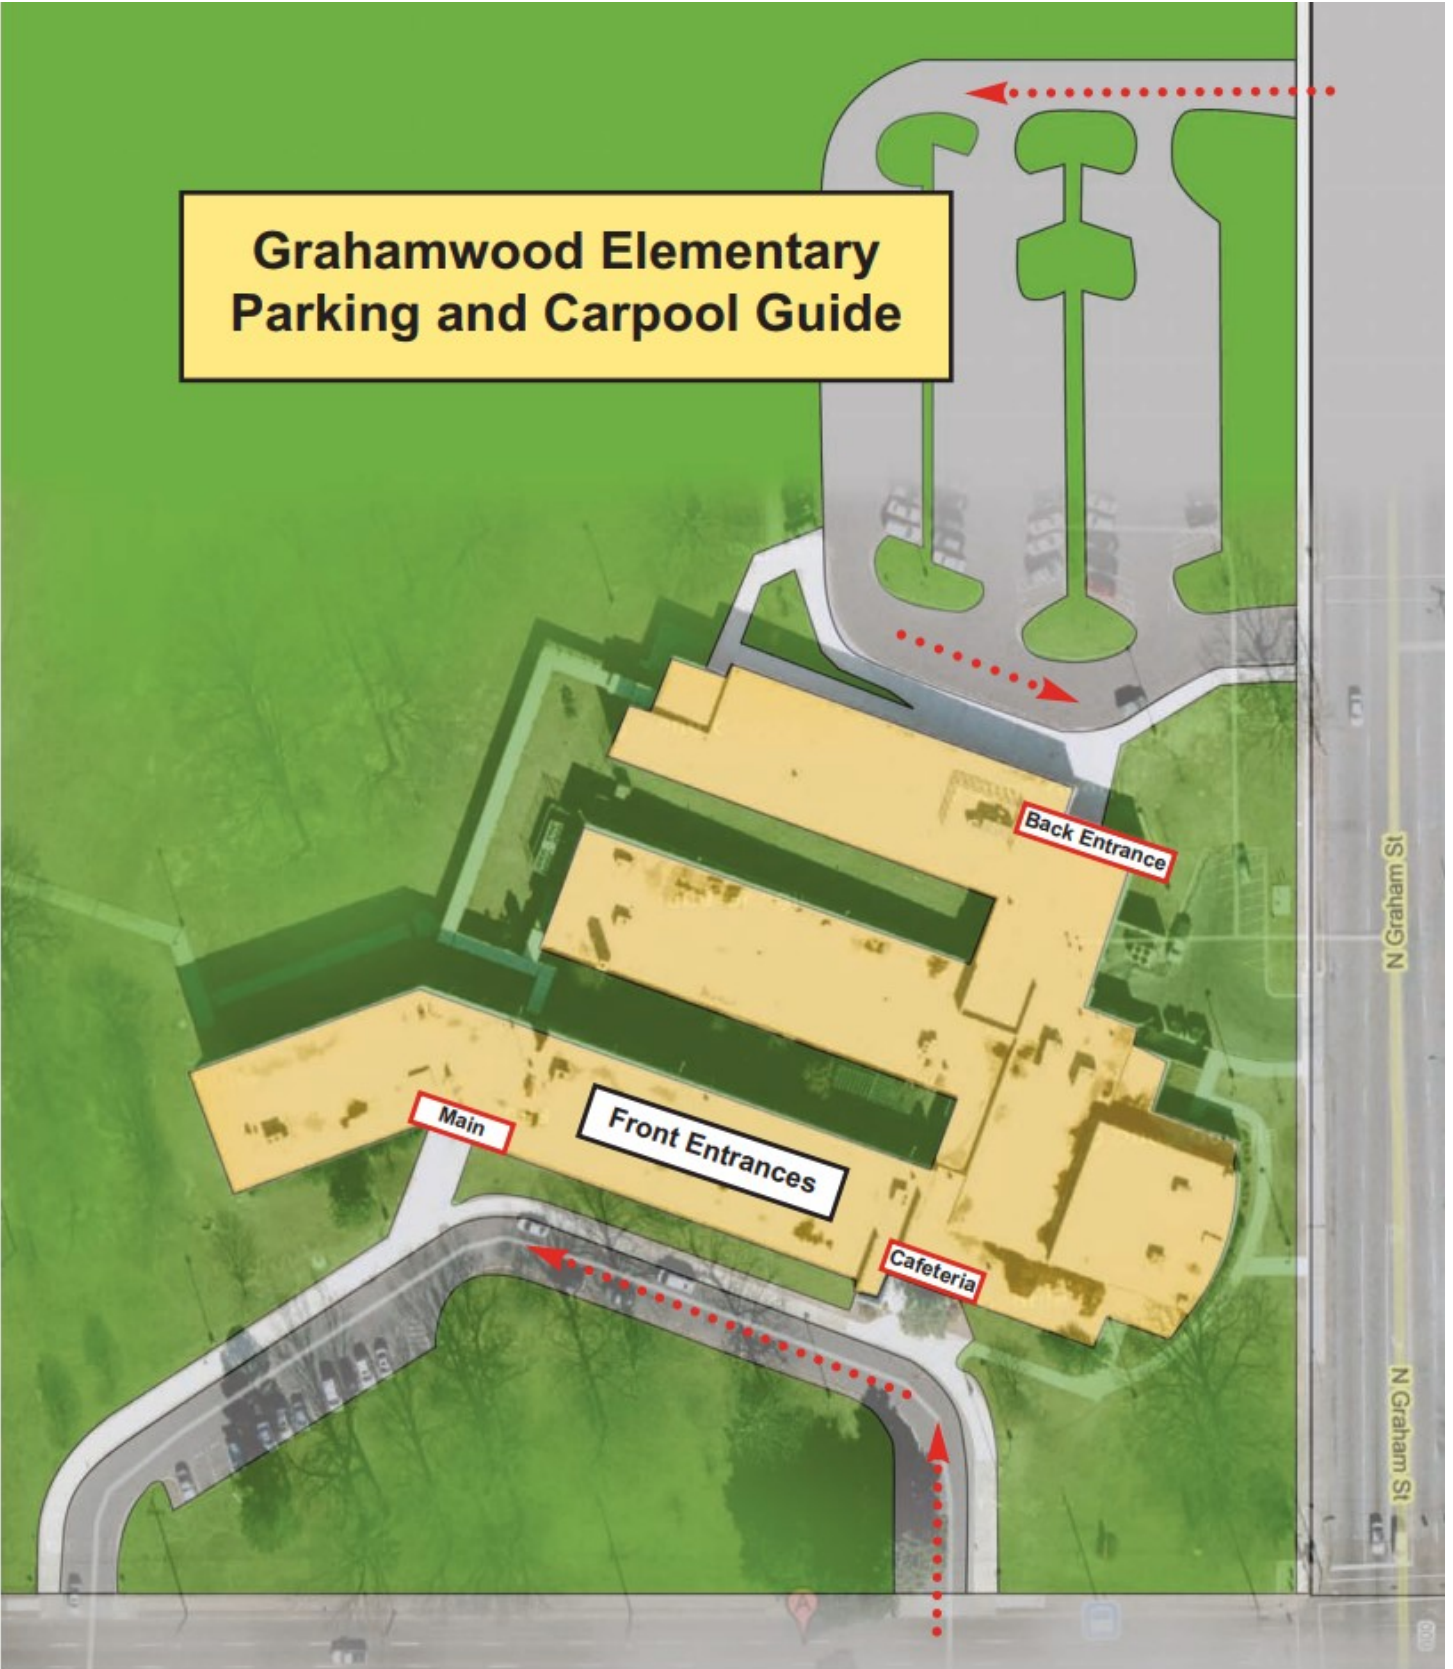 Grahamwood Elementary
Parking and Carpool Guide
Back Entrance
N Graham St
Main
Front Entrances
Cafeteria
N Graham St
A